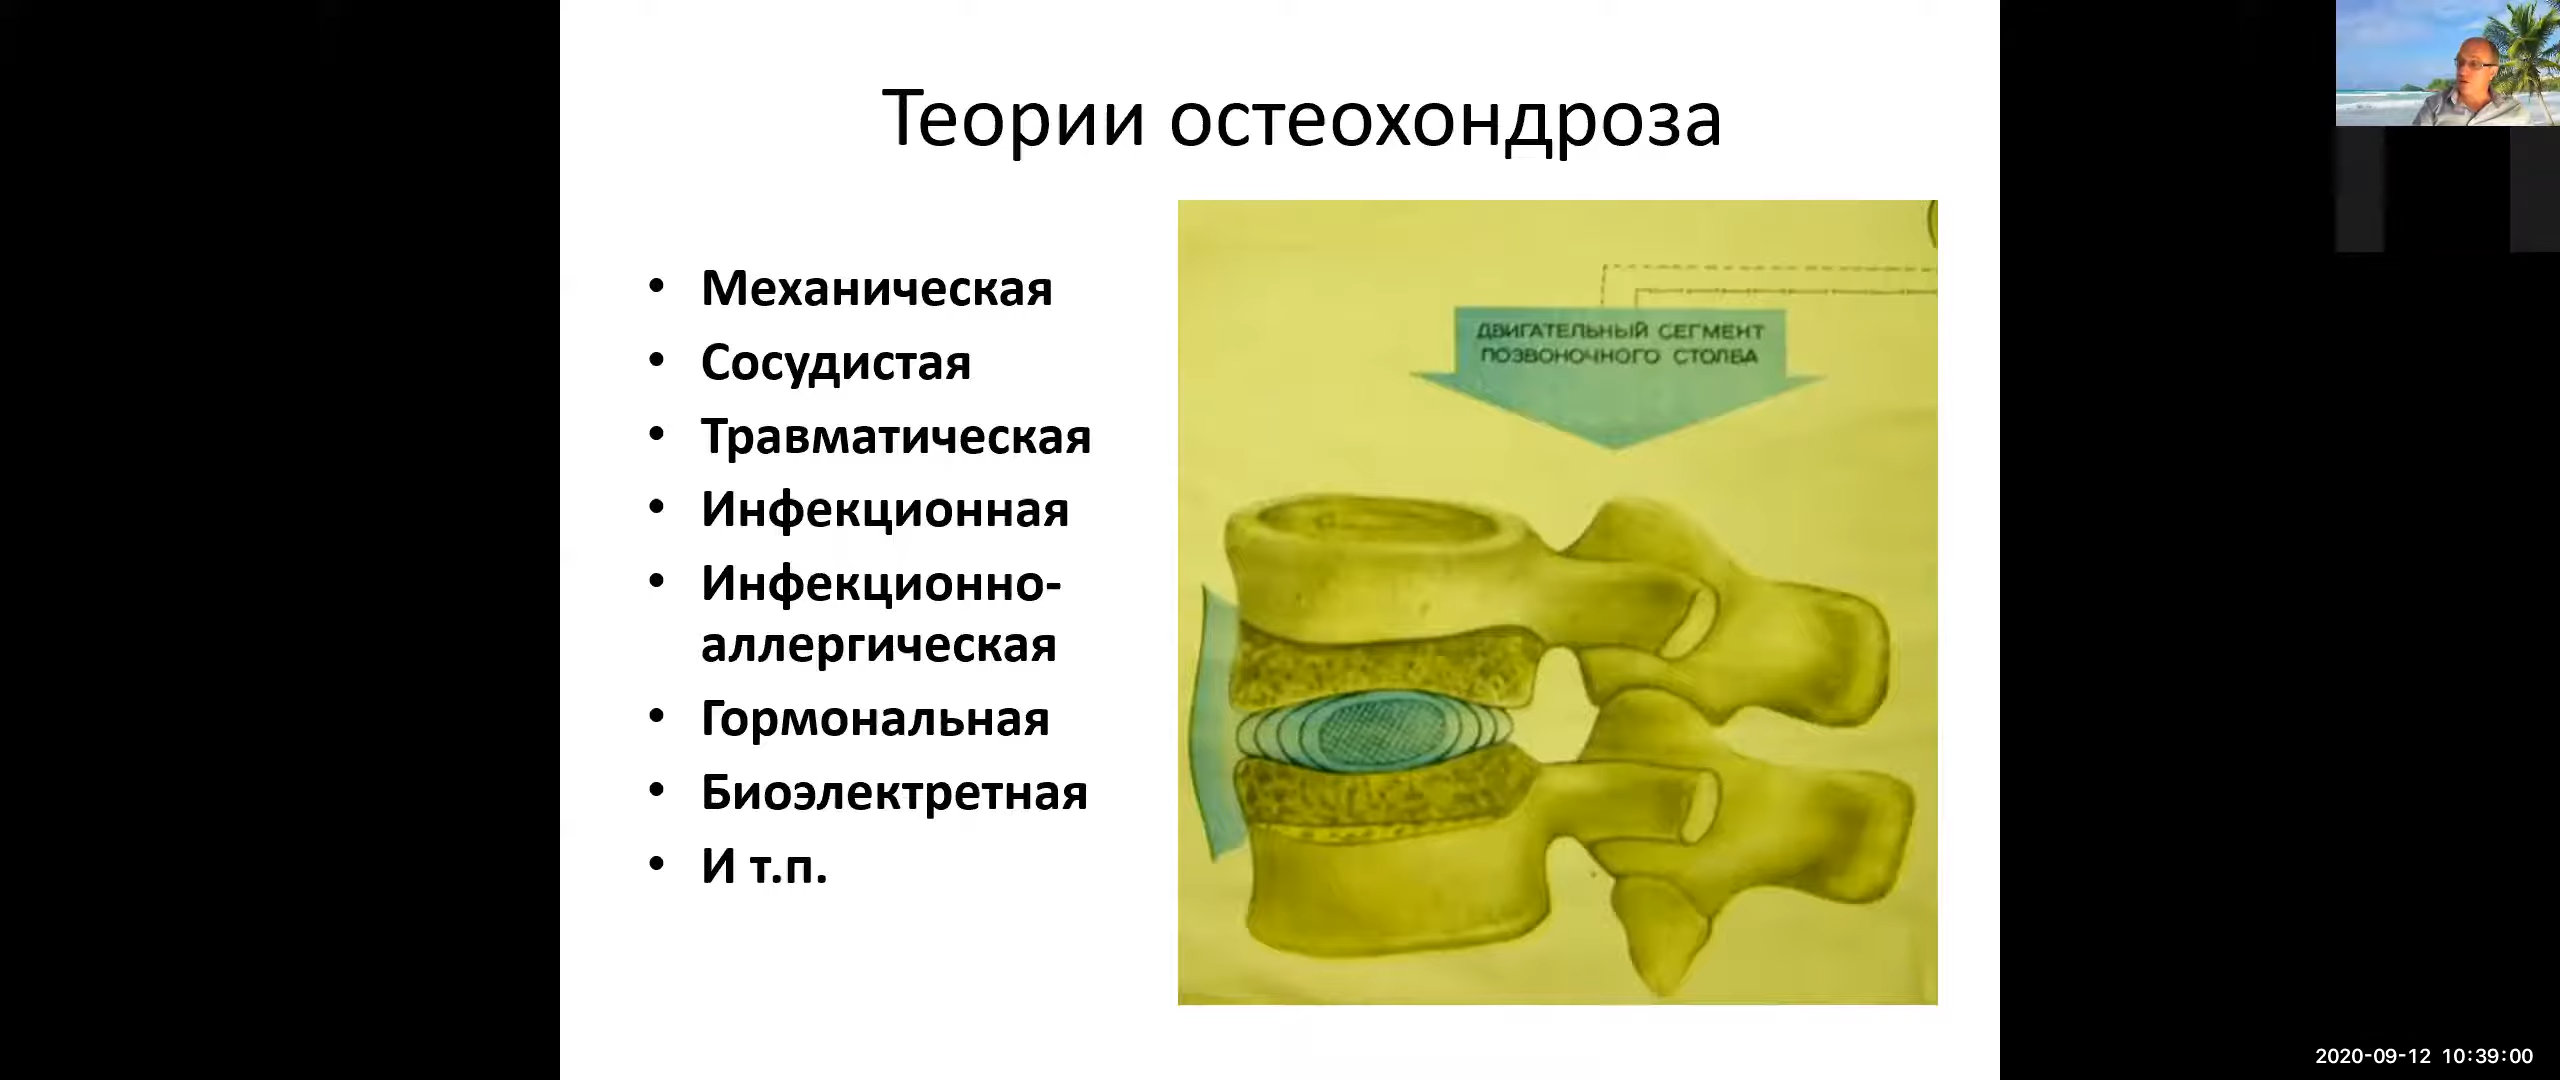 Теории остеохондроза
• Механическая
• Сосудистая
• Травматическая
• Инфекционная
• Инфекционно-
аллергическая
• Гормональная
• Биоэлектретная
• И т.п.
ДВИГАТЕЛЬНЫЙ СЕГМЕНТ
ПОЗВОНОЧНОГО СТОЛБА
2020-09-12 10:39:00